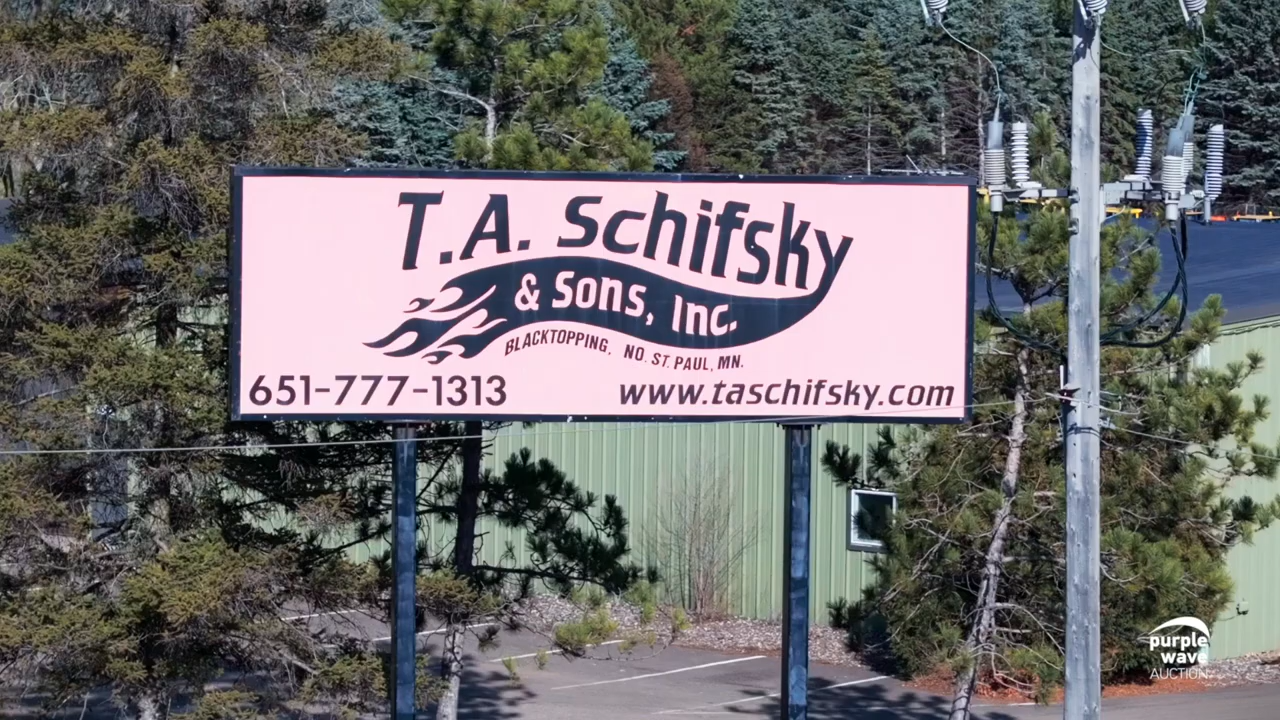 T.A. Schifsky
& Sons, Inc.
BLACKTOPPING, NO. ST. PAUL, MN.
651-777-1313
www.taschifsky.com
purple
wave
AUCTION